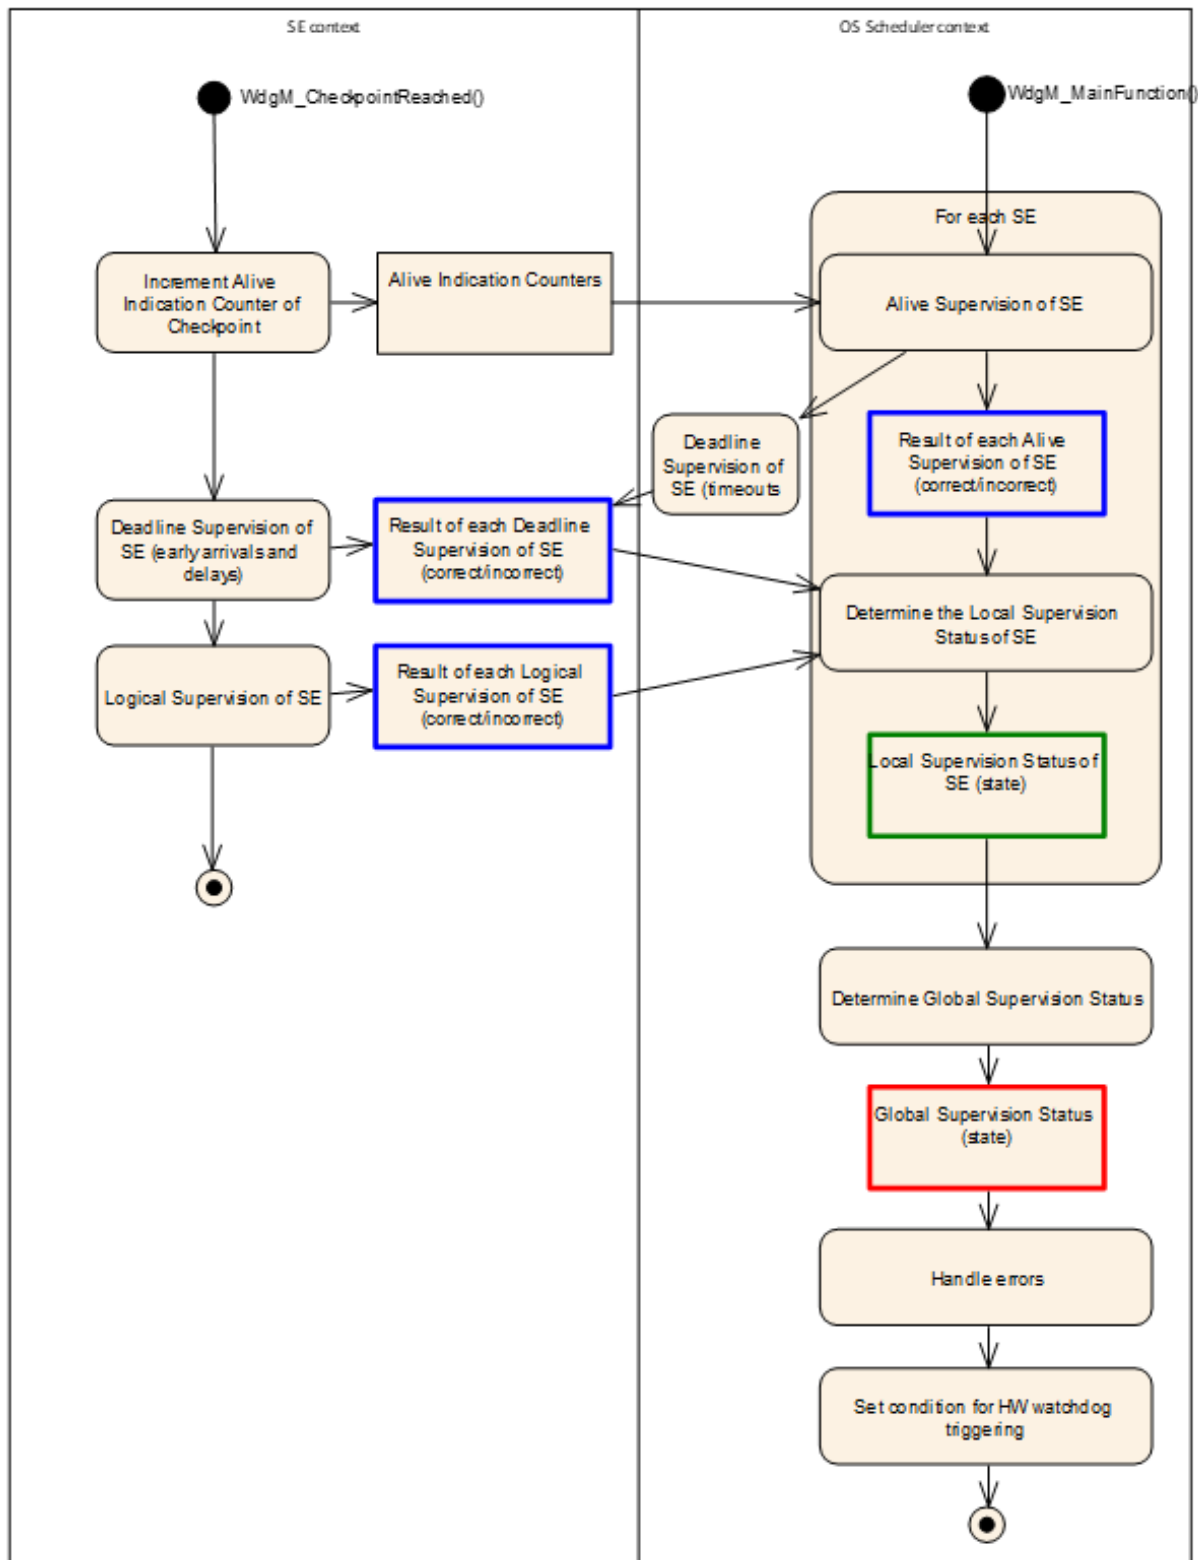 SE context
OS Scheduler context
WdgM_CheckpointReached()
WdgM_MainFunction()
For each SE
Increment Alive
Indication Counter of
Checkpoint
Alive Indication Counters
Alive Supervision of SE
Deadline
Supervision of
SE (timeouts
Result of each Alive
Supervision of SE
(correct/incorrect)
Deadline Supervision of
SE (early arrivals and
delays)
Result of each Deadline
Supervision of SE
(correct/incorrect)
Determine the Local Supervision
Status of SE
Logical Supervision of SE
Result of each Logical
Supervision of SE
(correct/incorrect)
Local Supervision Status of
SE (state)
Determine Global Supervision Status
Global Supervision Status
(state)
Handle errors
Set condition for HW watchdog
triggering